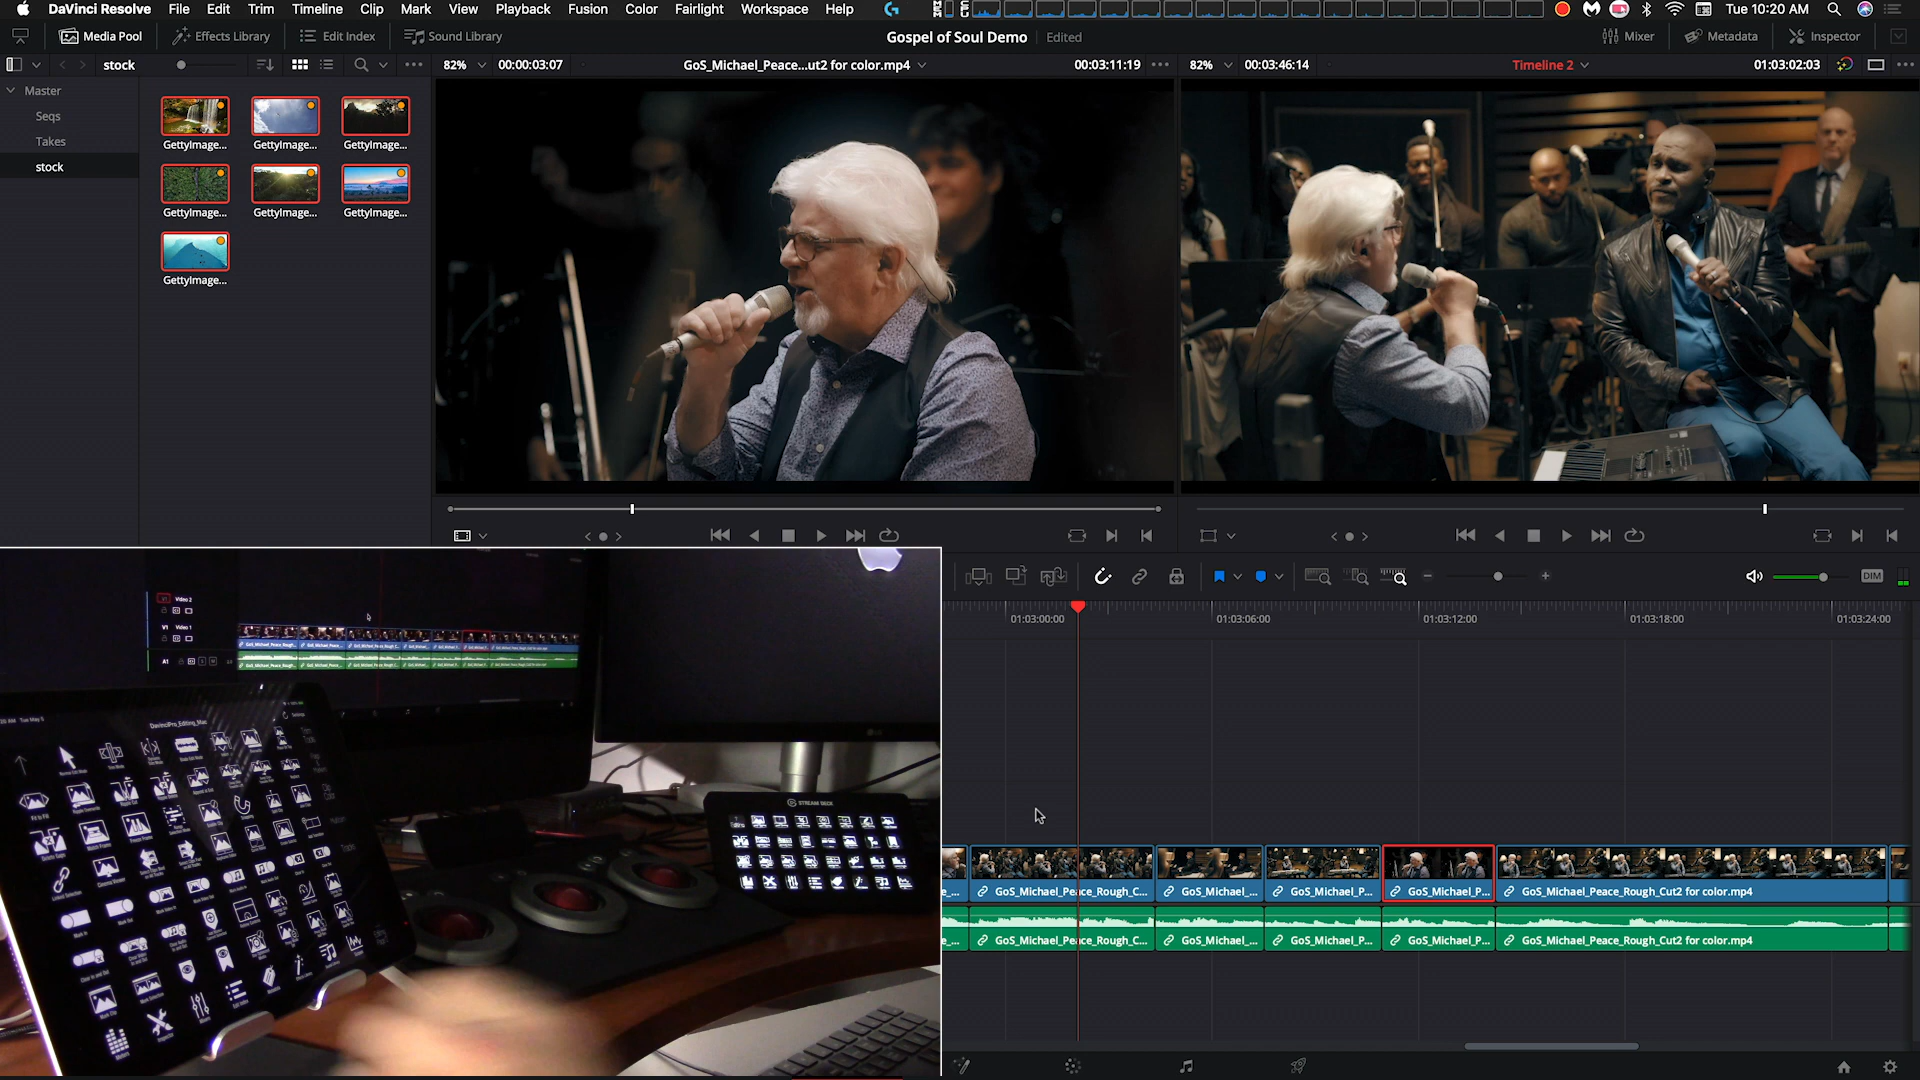 DaVinci Resolve File Edit Trim Timeline Clip Mark View Playback Fusion Color Fairlight Workspace Help Tue 10:20 AM
Media Pool Effects Library Edit Index Sound Library Gospel of Soul Demo Edited Mixer Metadata Inspector
stock 82% 00:00:03:07 GoS_Michael_Peace...ut2 for color.mp4 00:03:11:19 82% 00:03:46:14 Timeline 2 01:03:02:03
Master
Seqs
Takes
stock
GettyImage... GettyImage... GettyImage...
GettyImage... GettyImage... GettyImage...
GettyImage...
DIM
01:03:00:00 01:03:06:00 01:03:12:00 01:03:18:00 01:03:24:00
GoS_Michael_Peace_Rough_C... GoS_Michael_... GoS_Michael_P... GoS_Michael_P... GoS_Michael_Peace_Rough_Cut2 for color.mp4
GoS_Michael_Peace_Rough_C... GoS_Michael_... GoS_Michael_P... GoS_Michael_P... GoS_Michael_Peace_Rough_Cut2 for color.mp4
Video 2
V1 Video 1
A1
DavinciPro_Editing_Mac
STREAM DECK